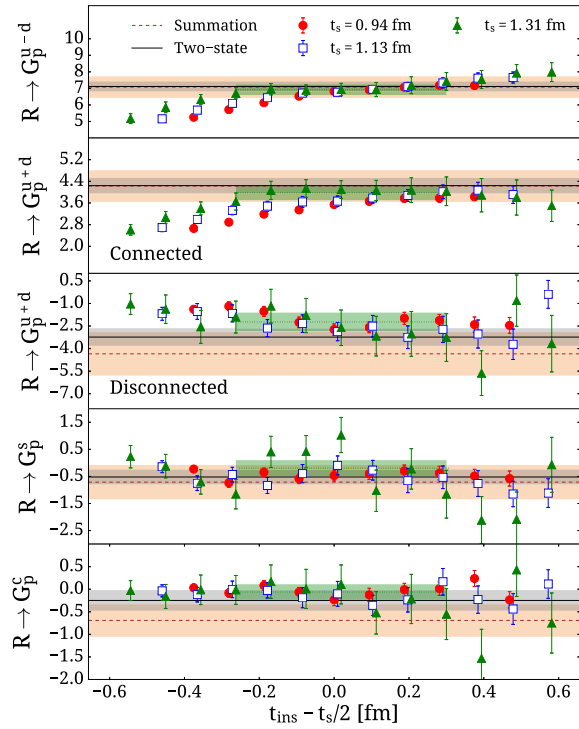 Summation
Two−state
t_s = 0.94 fm
t_s = 1.13 fm
t_s = 1.31 fm
R → G_p^{u−d}
10
9
8
7
6
5
R → G_p^{u+d}
5.2
4.4
3.6
2.8
2.0
Connected
R → G_p^{u+d}
0.5
−1.0
−2.5
−4.0
−5.5
−7.0
Disconnected
R → G_p^s
1.5
0.5
−0.5
−1.5
−2.5
R → G_p^c
0.5
0.0
−0.5
−1.0
−1.5
−2.0
−0.6 −0.4 −0.2 0.0 0.2 0.4 0.6
t_ins − t_s/2 [fm]